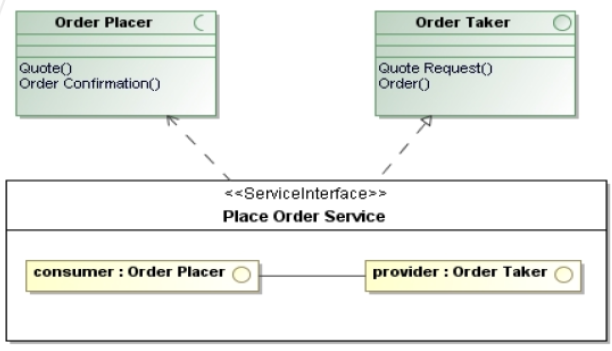 Order Placer
Order Taker
Quote()
Order Confirmation()
Quote Request()
Order()
<<ServiceInterface>>
Place Order Service
consumer : Order Placer
provider : Order Taker